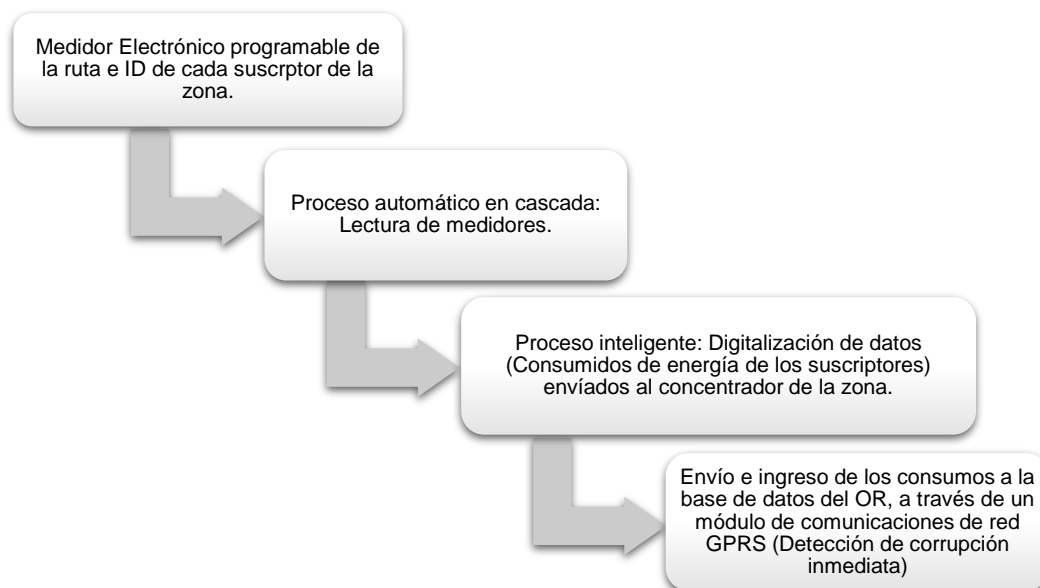 Medidor Electrónico programable de
la ruta e ID de cada suscrptor de la
zona.
Proceso automático en cascada:
Lectura de medidores.
Proceso inteligente: Digitalización de datos
(Consumidos de energía de los suscriptores)
envíados al concentrador de la zona.
Envío e ingreso de los consumos a la
base de datos del OR, a través de un
módulo de comunicaciones de red
GPRS (Detección de corrupción
inmediata)